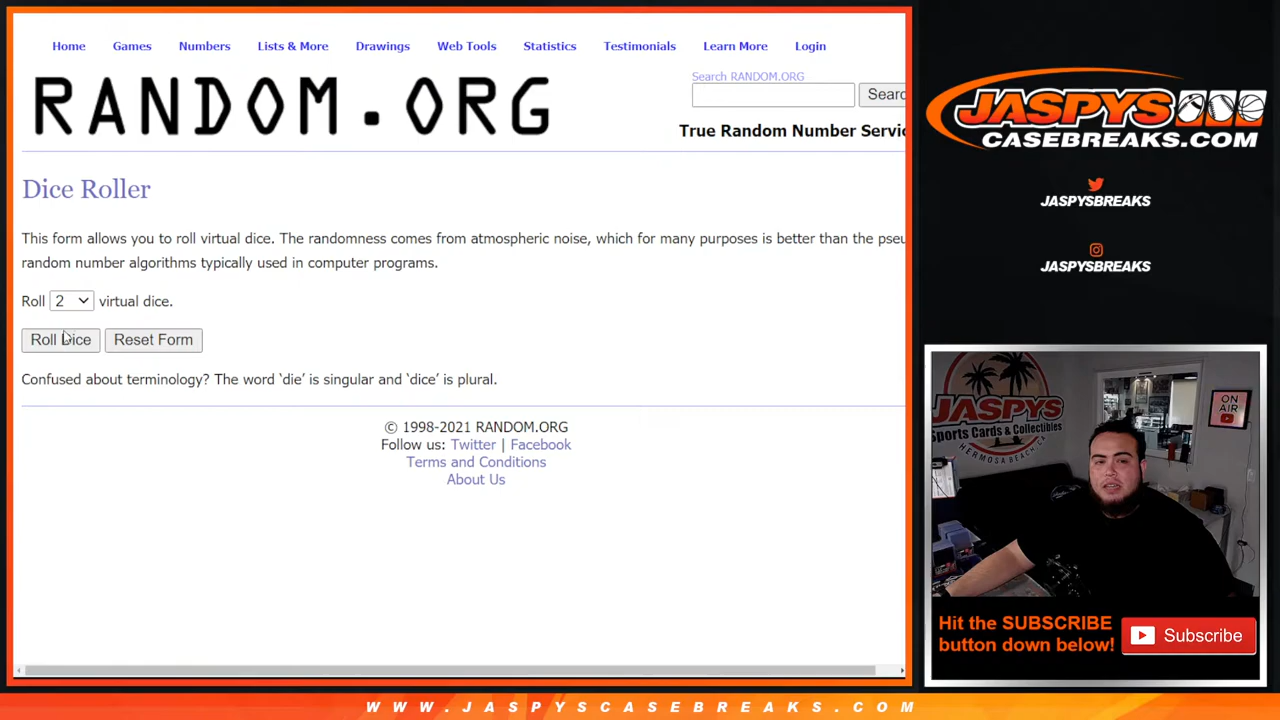 Home Games Numbers Lists & More Drawings Web Tools Statistics Testimonials Learn More Login
RANDOM.ORG
Search RANDOM.ORG
Searc
True Random Number Servic
Dice Roller
This form allows you to roll virtual dice. The randomness comes from atmospheric noise, which for many purposes is better than the pseu
random number algorithms typically used in computer programs.
Roll 2 virtual dice.
Roll Dice Reset Form
Confused about terminology? The word ‘die’ is singular and ‘dice’ is plural.
© 1998-2021 RANDOM.ORG
Follow us: Twitter | Facebook
Terms and Conditions
About Us
JASPYS
CASEBREAKS.COM
JASPYSBREAKS
JASPYSBREAKS
JASPYS
Sports Cards & Collectibles
HERMOSA BEACH, CA
ON AIR
Hit the SUBSCRIBE
button down below!
Subscribe
WWW.JASPYSCASEBREAKS.COM